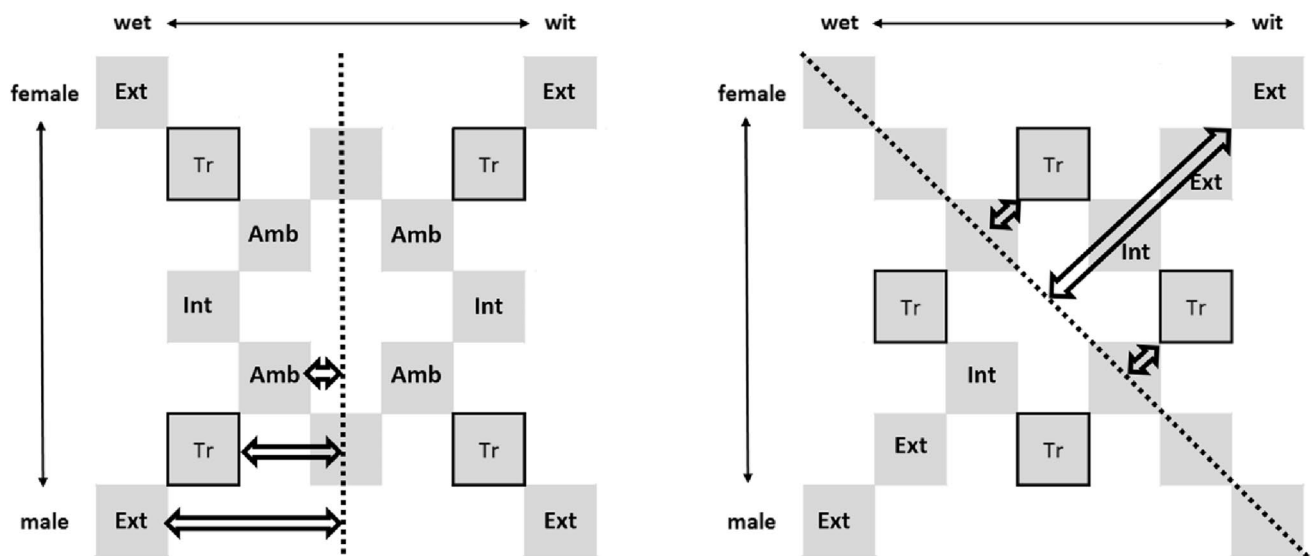 wet wit
female Ext Ext
Tr Tr
Amb Amb
Int Int
Amb Amb
Tr Tr
male Ext Ext
wet wit
female Ext
Tr
Ext
Int
Tr Tr
Int
Ext Tr
male Ext